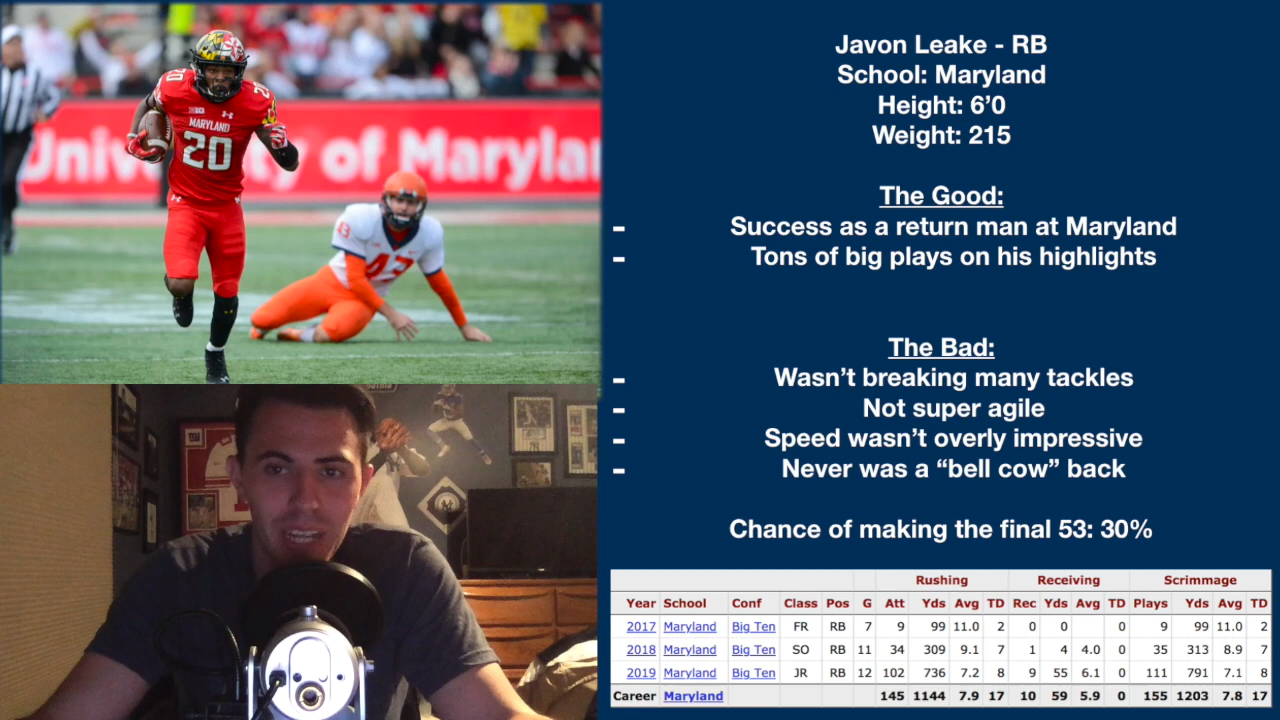 20
20
MARYLAND
20
University of Maryla
43
43
Javon Leake - RB
School: Maryland
Height: 6’0
Weight: 215
The Good:
- Success as a return man at Maryland
- Tons of big plays on his highlights
The Bad:
- Wasn’t breaking many tackles
- Not super agile
- Speed wasn’t overly impressive
- Never was a “bell cow” back
Chance of making the final 53: 30%
Rushing Receiving Scrimmage
Year School Conf Class Pos G Att Yds Avg TD Rec Yds Avg TD Plays Yds Avg TD
2017 Maryland Big Ten FR RB 7 9 99 11.0 2 0 0 0 9 99 11.0 2
2018 Maryland Big Ten SO RB 11 34 309 9.1 7 1 4 4.0 0 35 313 8.9 7
2019 Maryland Big Ten JR RB 12 102 736 7.2 8 9 55 6.1 0 111 791 7.1 8
Career Maryland 145 1144 7.9 17 10 59 5.9 0 155 1203 7.8 17